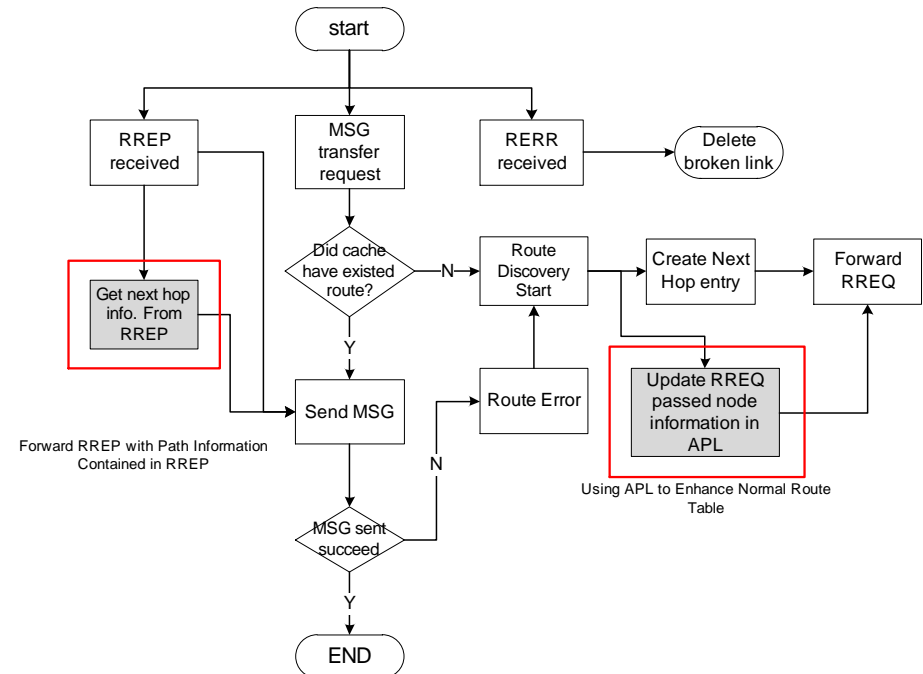 start
RREP
received
MSG
transfer
request
RERR
received
Delete
broken link
Did cache
have existed
route?
N
Route
Discovery
Start
Create Next
Hop entry
Forward
RREQ
Get next hop
info. From
RREP
Y
Send MSG
Route Error
Update RREQ
passed node
information in
APL
Forward RREP with Path Information
Contained in RREP
N
Using APL to Enhance Normal Route
Table
MSG sent
succeed
Y
END